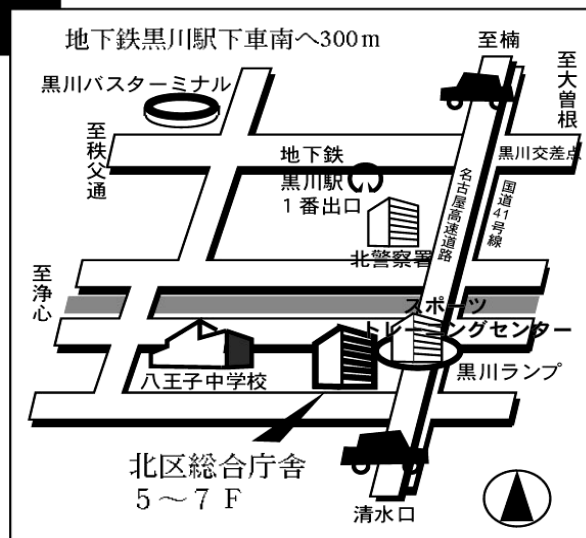 地下鉄黒川駅下車南へ300m
至楠
黒川バスターミナル
至大曽根
至秩父通
地下鉄
黒川駅
1番出口
黒川交差点
名古屋高速道路
国道41号線
北警察署
至浄心
スポーツ
トレーニングセンター
八王子中学校
黒川ランプ
北区総合庁舎
5〜7F
清水口